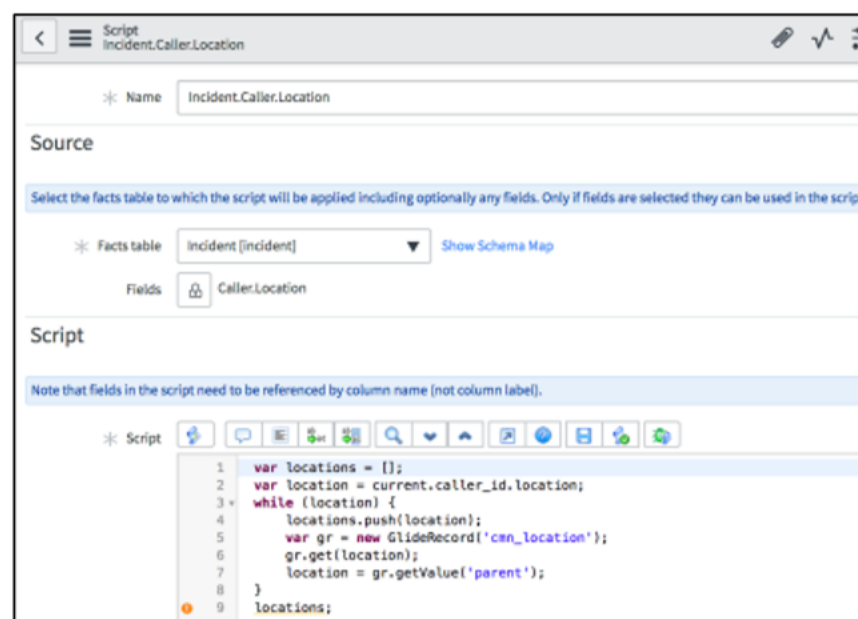 Script
Incident.Caller.Location
Name
Incident.Caller.Location
Source
Select the facts table to which the script will be applied including optionally any fields. Only if fields are selected they can be used in the scrip
Facts table
Incident [incident]
Show Schema Map
Fields
Caller.Location
Script
Note that fields in the script need to be referenced by column name (not column label).
Script
1 var locations = [];
2 var location = current.caller_id.location;
3 while (location) {
4 locations.push(location);
5 var gr = new GlideRecord('cmn_location');
6 gr.get(location);
7 location = gr.getValue('parent');
8 }
9 locations;